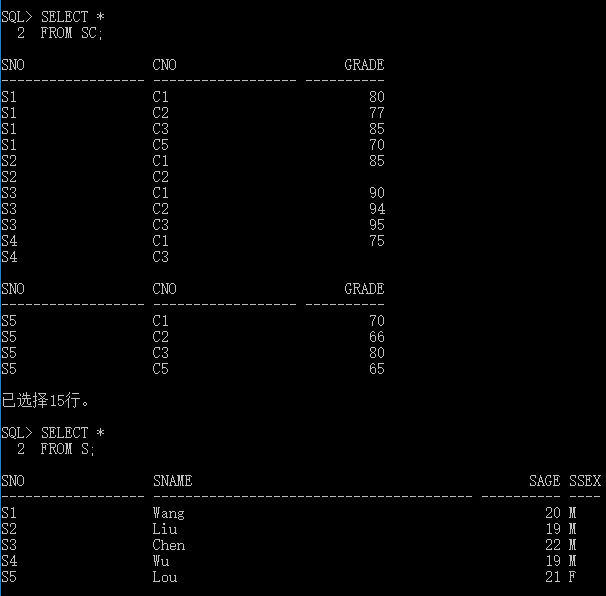 SQL> SELECT *
  2  FROM SC;
SNO                CNO                     GRADE
------------------ ------------------ ----------
S1                 C1                         80
S1                 C2                         77
S1                 C3                         85
S1                 C5                         70
S2                 C1                         85
S2                 C2
S3                 C1                         90
S3                 C2                         94
S3                 C3                         95
S4                 C1                         75
S4                 C3
SNO                CNO                     GRADE
------------------ ------------------ ----------
S5                 C1                         70
S5                 C2                         66
S5                 C3                         80
S5                 C5                         65
已选择15行。
SQL> SELECT *
  2  FROM S;
SNO                SNAME                                          SAGE SSEX
------------------ ---------------------------------------- ---------- ----
S1                 Wang                                             20 M
S2                 Liu                                              19 M
S3                 Chen                                             22 M
S4                 Wu                                               19 M
S5                 Lou                                              21 F